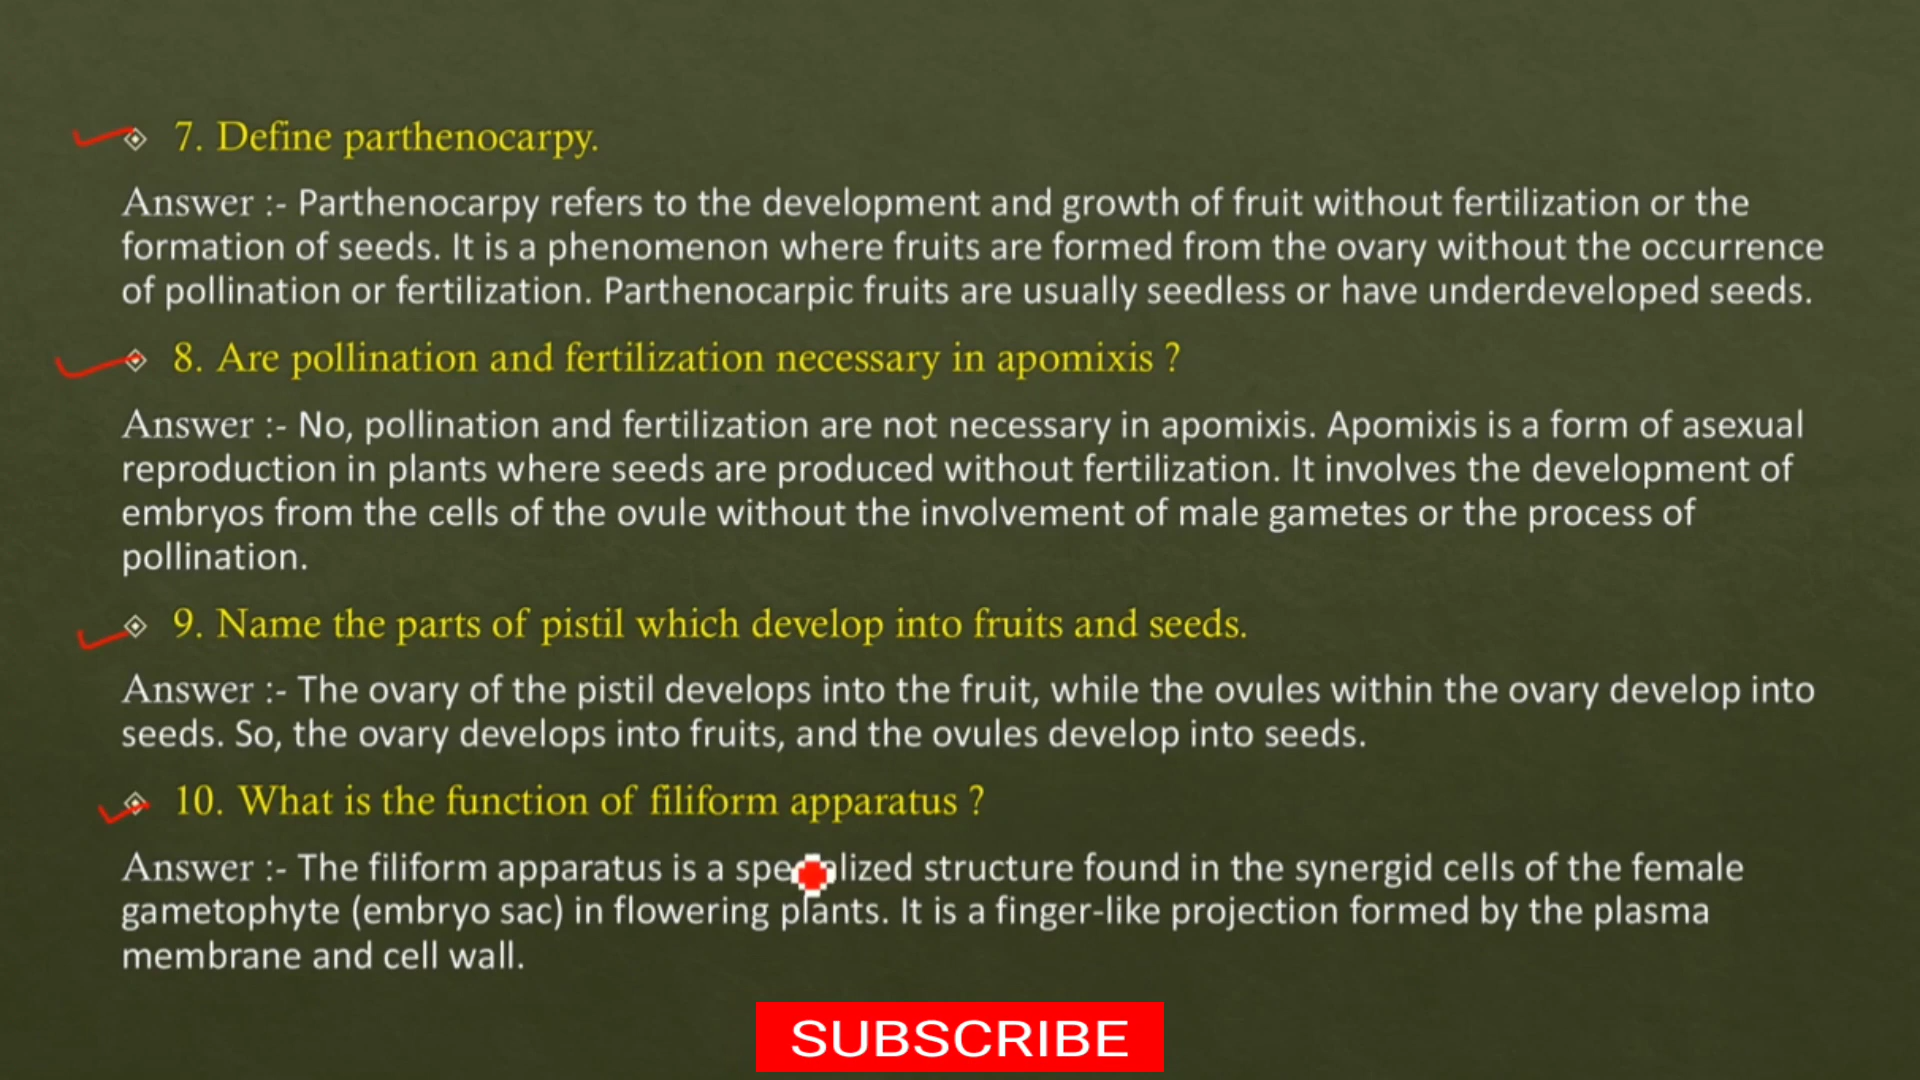 7. Define parthenocarpy.
Answer :- Parthenocarpy refers to the development and growth of fruit without fertilization or the
formation of seeds. It is a phenomenon where fruits are formed from the ovary without the occurrence
of pollination or fertilization. Parthenocarpic fruits are usually seedless or have underdeveloped seeds.
8. Are pollination and fertilization necessary in apomixis ?
Answer :- No, pollination and fertilization are not necessary in apomixis. Apomixis is a form of asexual
reproduction in plants where seeds are produced without fertilization. It involves the development of
embryos from the cells of the ovule without the involvement of male gametes or the process of
pollination.
9. Name the parts of pistil which develop into fruits and seeds.
Answer :- The ovary of the pistil develops into the fruit, while the ovules within the ovary develop into
seeds. So, the ovary develops into fruits, and the ovules develop into seeds.
10. What is the function of filiform apparatus ?
Answer :- The filiform apparatus is a specialized structure found in the synergid cells of the female
gametophyte (embryo sac) in flowering plants. It is a finger-like projection formed by the plasma
membrane and cell wall.
SUBSCRIBE